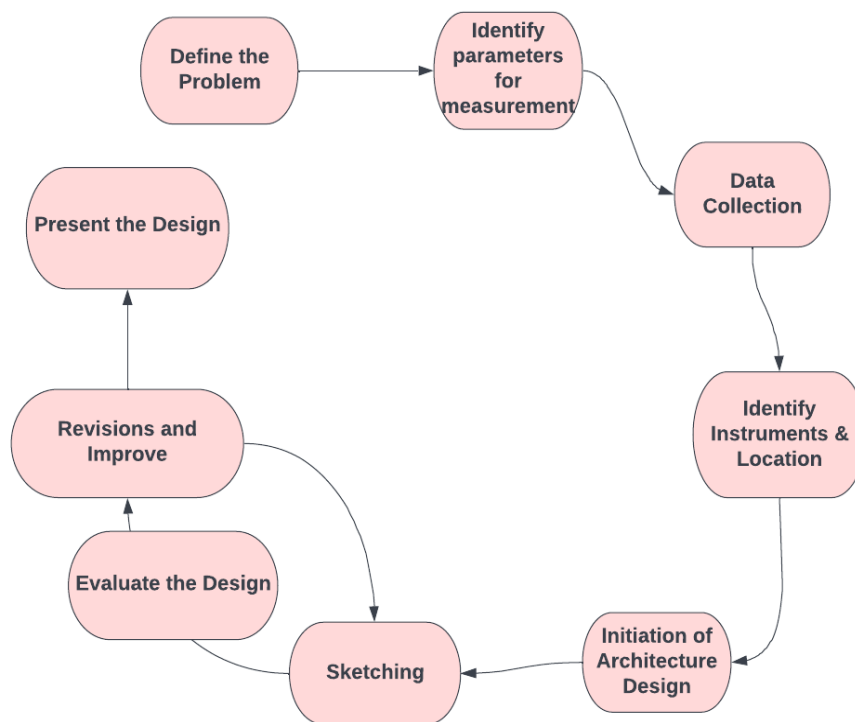 Define the
Problem
Identify
parameters
for
measurement
Data
Collection
Identify
Instruments &
Location
Initiation of
Architecture
Design
Sketching
Evaluate the Design
Revisions and
Improve
Present the Design